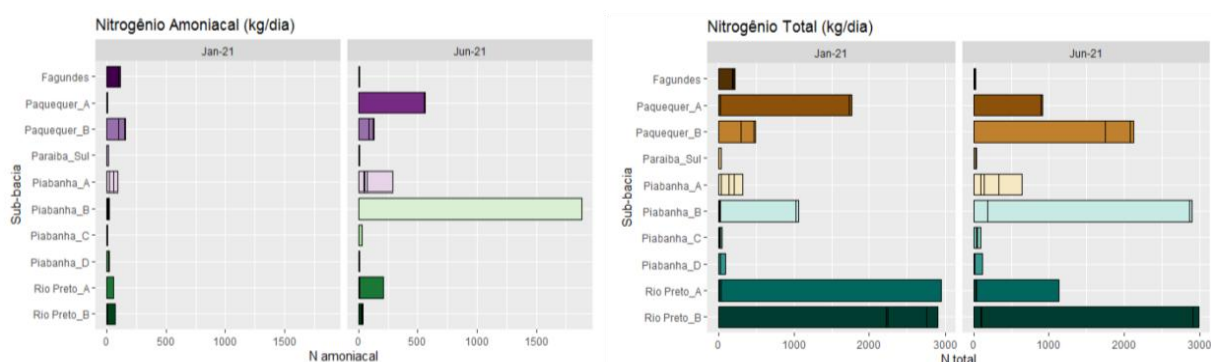 Nitrogênio Amoniacal (kg/dia)
Jan-21
Jun-21
Sub-bacia
Fagundes
Paquequer_A
Paquequer_B
Paraiba_Sul
Piabanha_A
Piabanha_B
Piabanha_C
Piabanha_D
Rio Preto_A
Rio Preto_B
0 500 1000 1500 0 500 1000 1500
N amoniacal
Nitrogênio Total (kg/dia)
Jan-21
Jun-21
Sub-bacia
Fagundes
Paquequer_A
Paquequer_B
Paraiba_Sul
Piabanha_A
Piabanha_B
Piabanha_C
Piabanha_D
Rio Preto_A
Rio Preto_B
0 1000 2000 3000 0 1000 2000 3000
N total